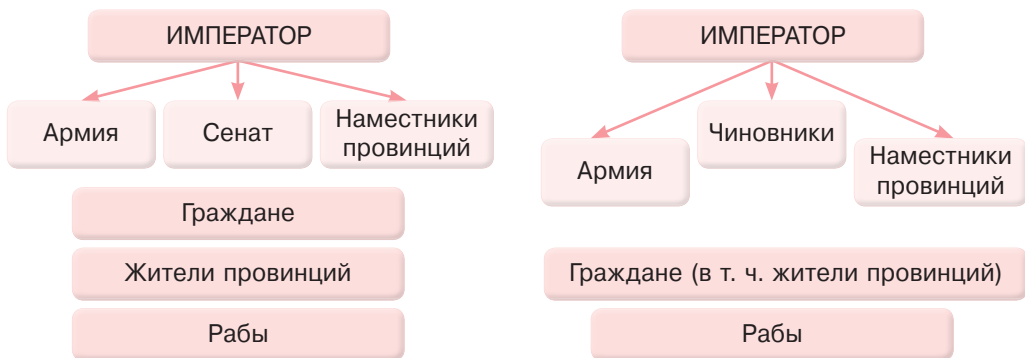 ИМПЕРАТОР
Армия
Сенат
Наместники
провинций
Граждане
Жители провинций
Рабы
ИМПЕРАТОР
Армия
Чиновники
Наместники
провинций
Граждане (в т. ч. жители провинций)
Рабы